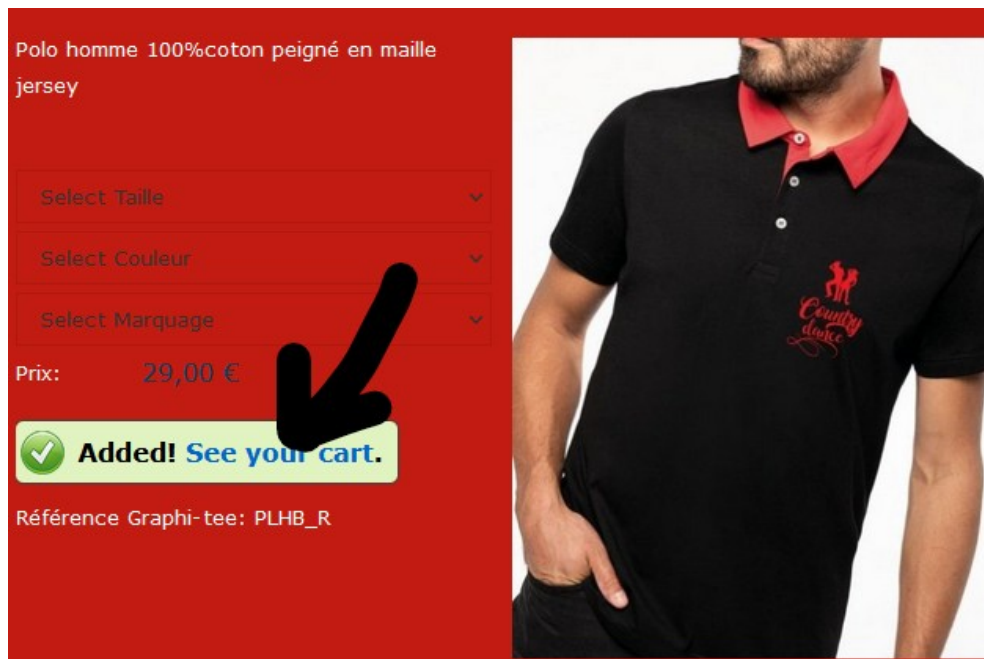 Polo homme 100%coton peigné en maille
jersey
Select Taille
Select Couleur
Select Marquage
Prix: 29,00 €
Added! See your cart.
Référence Graphi-tee: PLHB_R
Country
dance